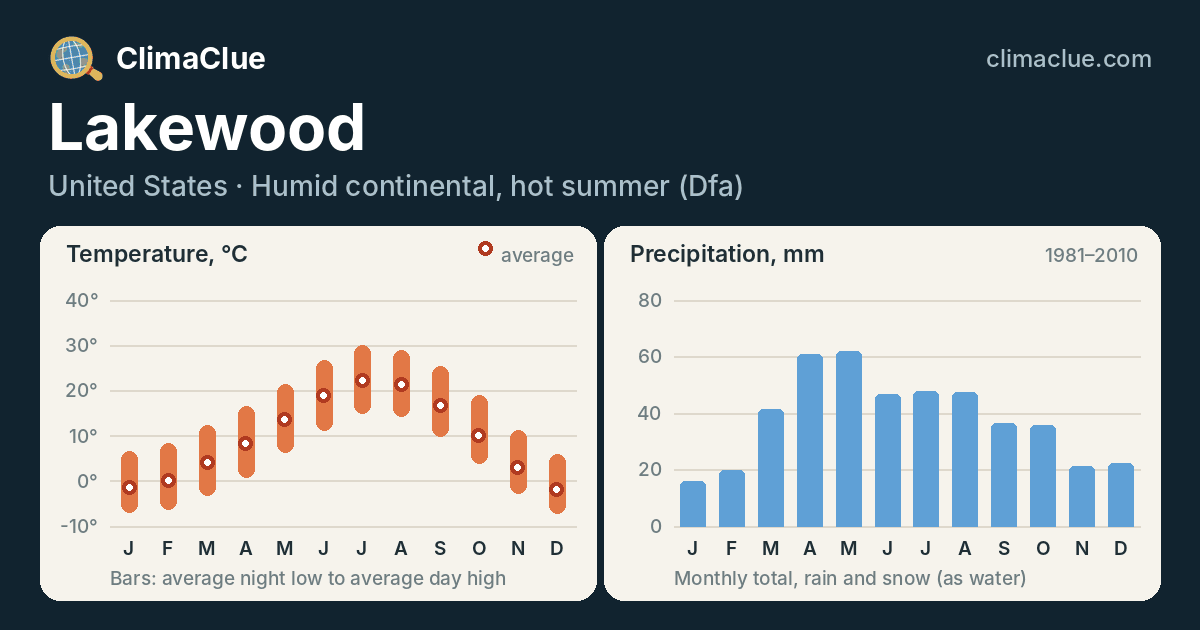 ClimaClue
climaclue.com
Lakewood
United States · Humid continental, hot summer (Dfa)
Temperature, °C
average
40°
30°
20°
10°
0°
-10°
J F M A M J J A S O N D
Bars: average night low to average day high
Precipitation, mm
1981–2010
80
60
40
20
0
J F M A M J J A S O N D
Monthly total, rain and snow (as water)